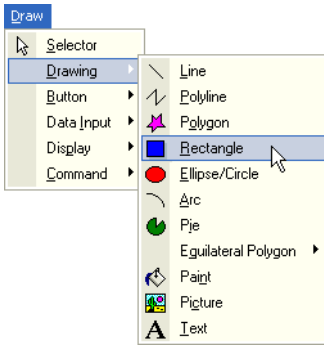 Draw
Selector
Drawing
Button
Data Input
Display
Command
Line
Polyline
Polygon
Rectangle
Ellipse/Circle
Arc
Pie
Equilateral Polygon
Paint
Picture
Text